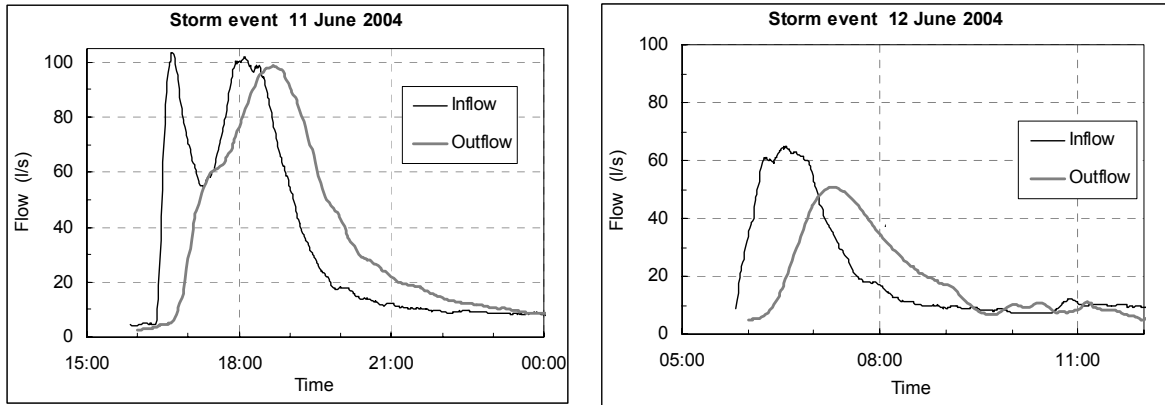 Storm event 11 June 2004
100
80
60
40
20
0
Flow (l/s)
Inflow
Outflow
15:00 18:00 21:00 00:00
Time
Storm event 12 June 2004
100
80
60
40
20
0
Flow (l/s)
Inflow
Outflow
05:00 08:00 11:00
Time